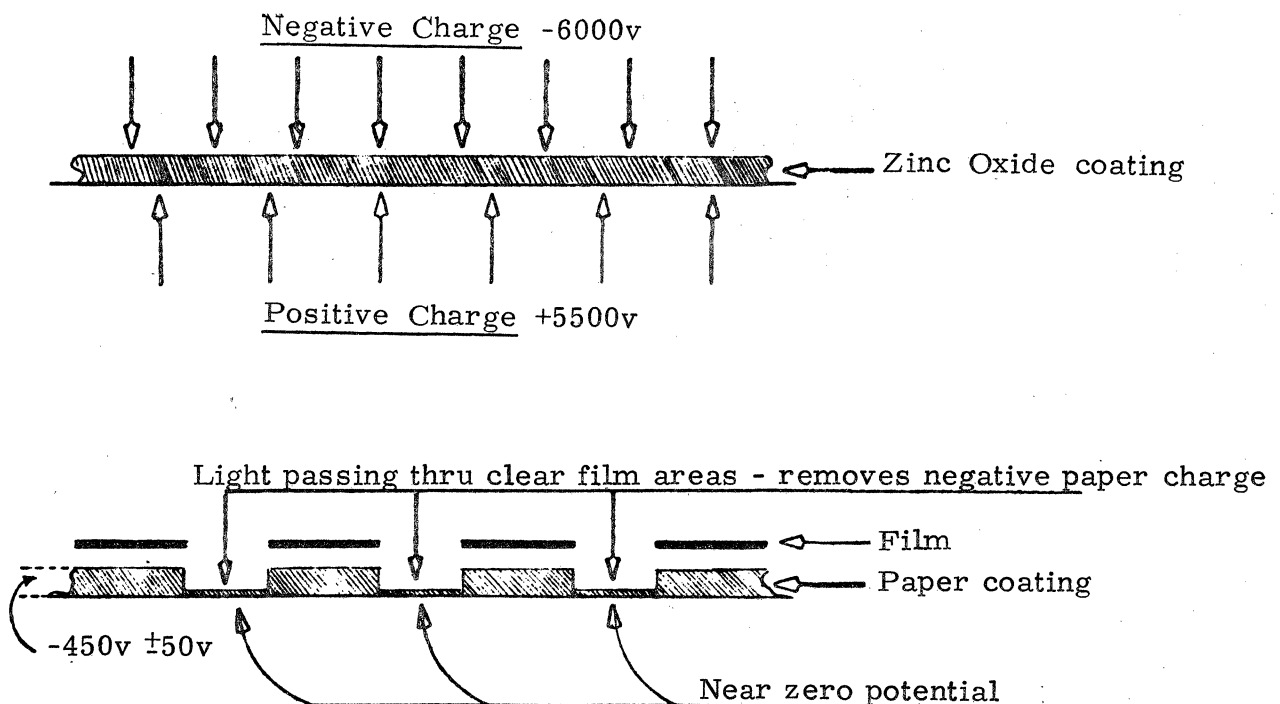 Negative Charge -6000v
Zinc Oxide coating
Positive Charge +5500v
Light passing thru clear film areas - removes negative paper charge
Film
Paper coating
-450v ±50v
Near zero potential